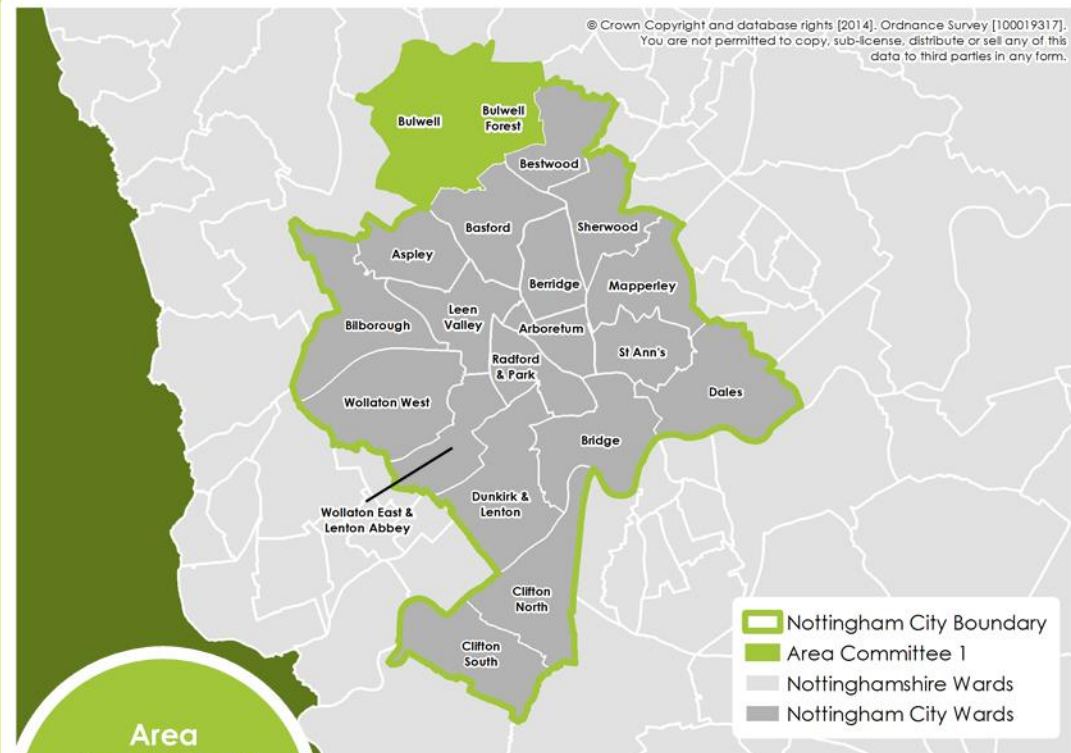 © Crown Copyright and database rights [2014]. Ordnance Survey [100019317].
You are not permitted to copy, sub-license, distribute or sell any of this
data to third parties in any form.
Bulwell
Bulwell
Forest
Bestwood
Basford
Sherwood
Aspley
Berridge
Mapperley
Leen
Valley
Bilborough
Arboretum
St Ann's
Radford
& Park
Dales
Wollaton West
Bridge
Dunkirk &
Lenton
Wollaton East &
Lenton Abbey
Clifton
North
Clifton
South
Nottingham City Boundary
Area Committee 1
Nottinghamshire Wards
Nottingham City Wards
Area